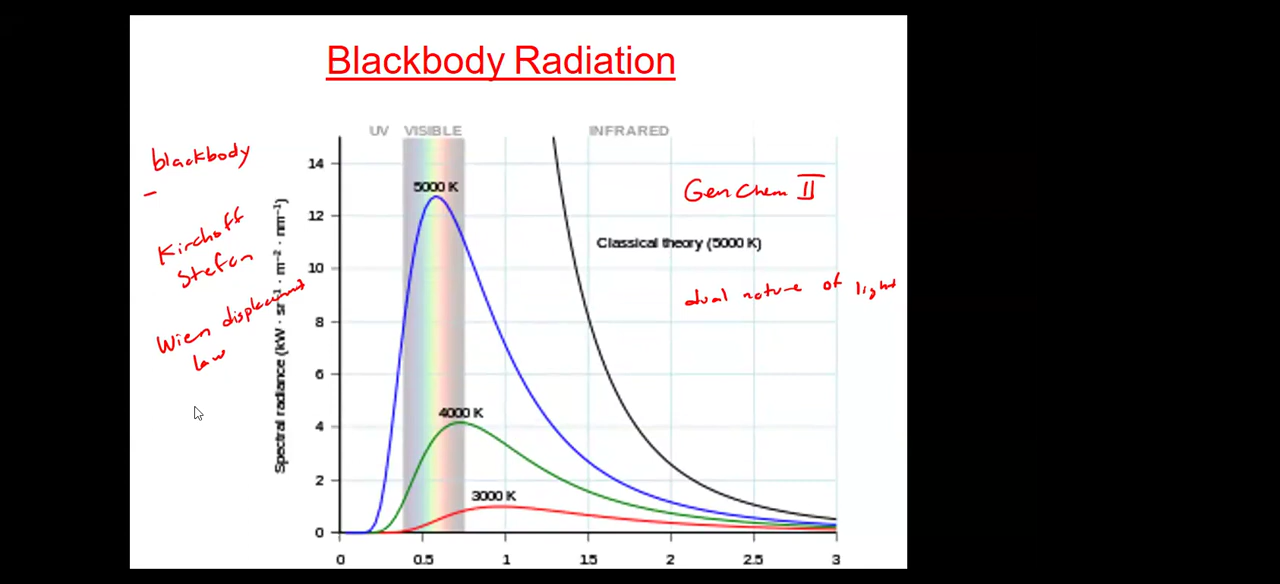 Blackbody Radiation
UV VISIBLE INFRARED
blackbody
-
Kirchoff
Stefan
Wien displacement
law
Spectral radiance (kW · sr⁻¹ · m⁻² · nm⁻¹)
14
12
10
8
6
4
2
0
5000 K
4000 K
3000 K
Gen Chem II
Classical theory (5000 K)
dual nature of light
0 0.5 1 1.5 2 2.5 3